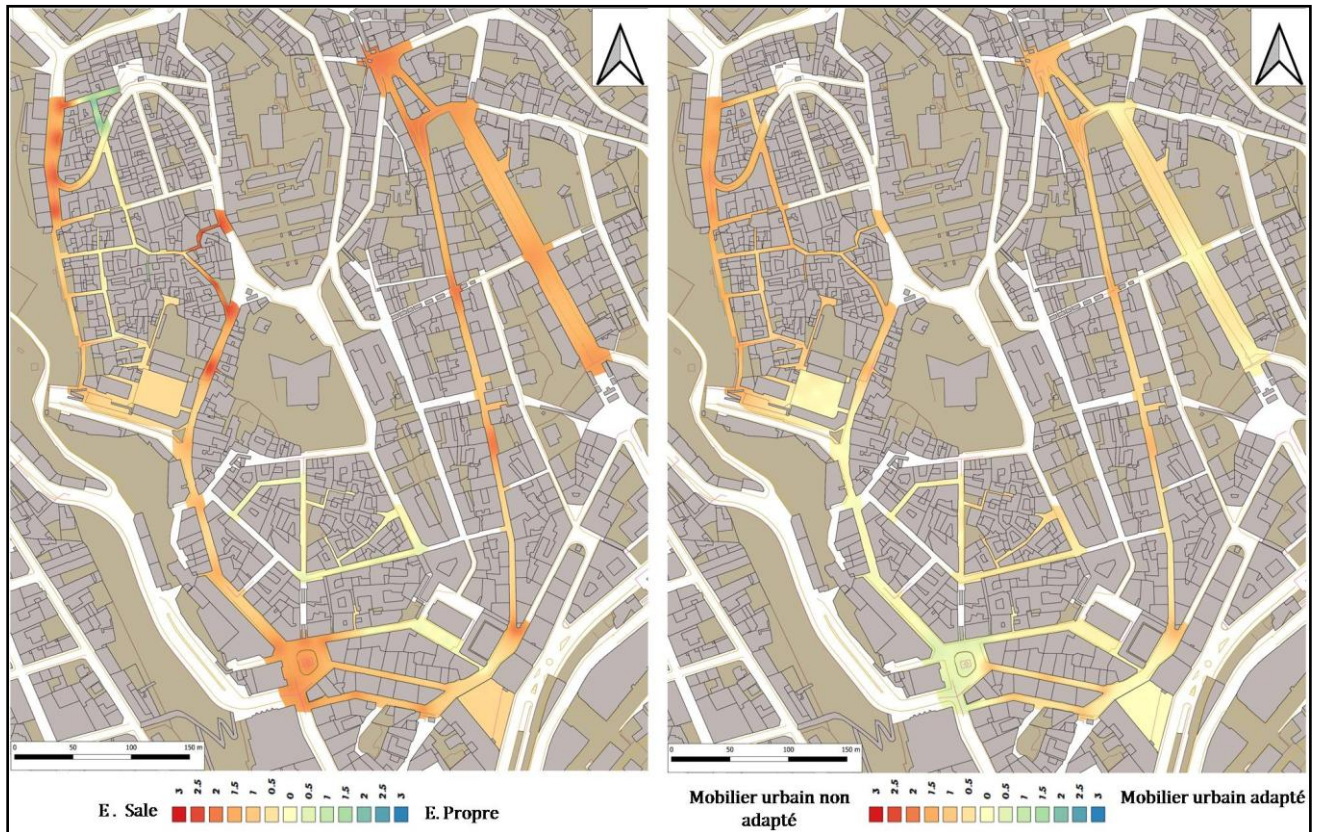 0 50 100 150 m
0 50 100 150 m
3 2.5 2 1.5 1 0.5 0 0.5 1 1.5 2 2.5 3
E . Sale E. Propre
3 2.5 2 1.5 1 0.5 0 0.5 1 1.5 2 2.5 3
Mobilier urbain non
adapté
Mobilier urbain adapté